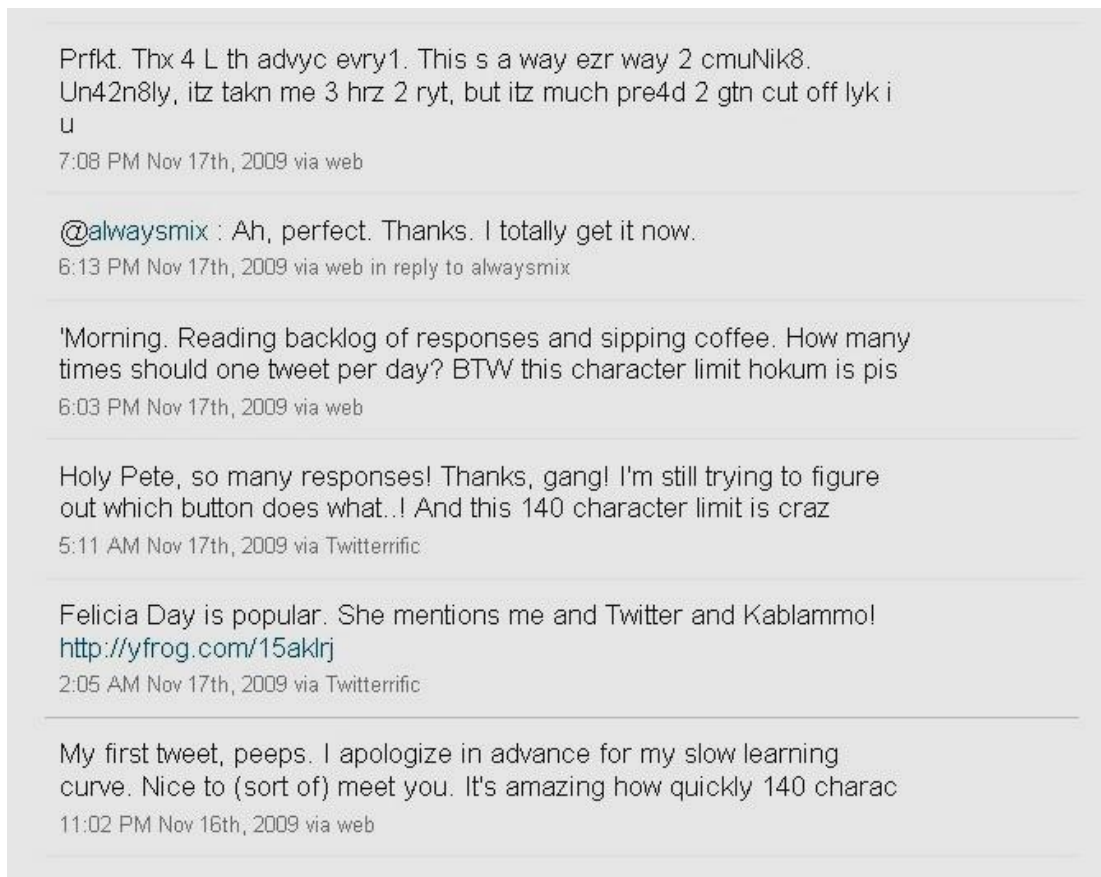 Prfkt. Thx 4 L th advyc evry1. This s a way ezr way 2 cmuNik8.
Un42n8ly, itz takn me 3 hrz 2 ryt, but itz much pre4d 2 gtn cut off lyk i
u
7:08 PM Nov 17th, 2009 via web
@alwaysmix : Ah, perfect. Thanks. I totally get it now.
6:13 PM Nov 17th, 2009 via web in reply to alwaysmix
'Morning. Reading backlog of responses and sipping coffee. How many
times should one tweet per day? BTW this character limit hokum is pis
6:03 PM Nov 17th, 2009 via web
Holy Pete, so many responses! Thanks, gang! I'm still trying to figure
out which button does what..! And this 140 character limit is craz
5:11 AM Nov 17th, 2009 via Twitterrific
Felicia Day is popular. She mentions me and Twitter and Kablammo!
http://yfrog.com/15aklrj
2:05 AM Nov 17th, 2009 via Twitterrific
My first tweet, peeps. I apologize in advance for my slow learning
curve. Nice to (sort of) meet you. It's amazing how quickly 140 charac
11:02 PM Nov 16th, 2009 via web